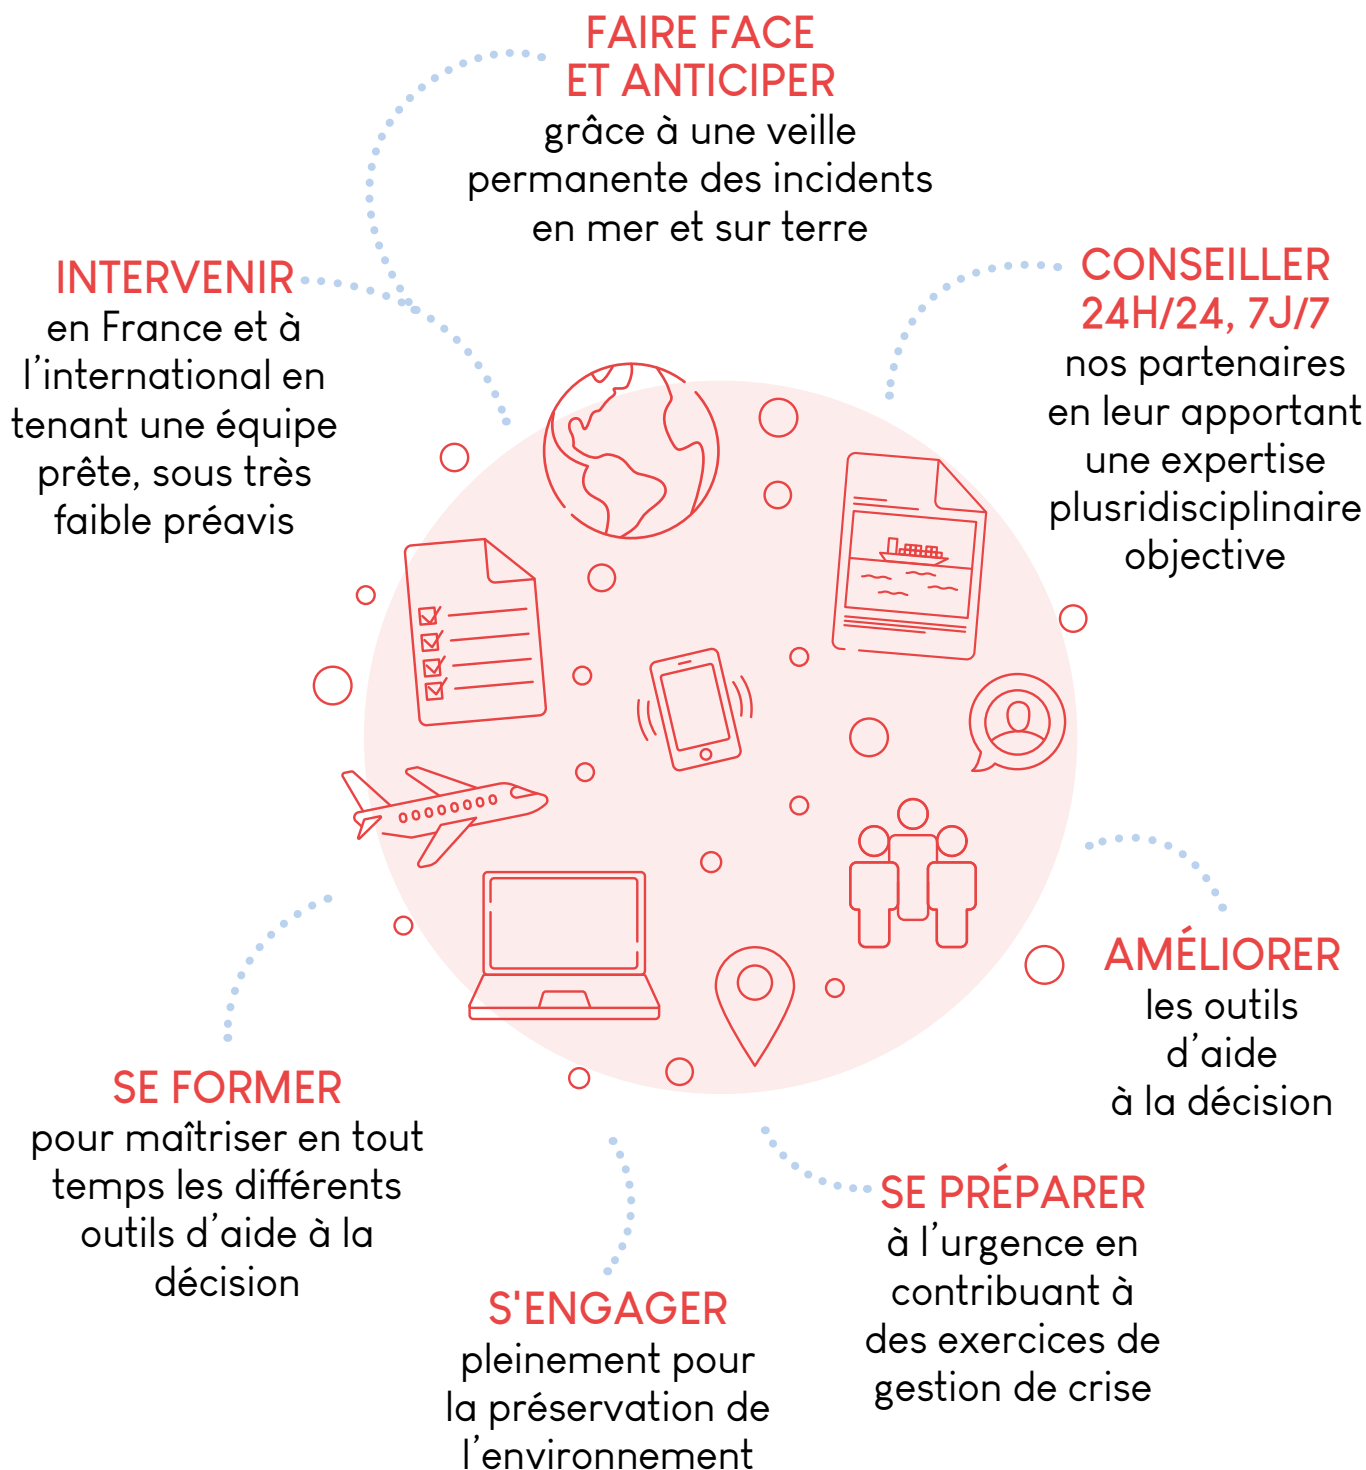 FAIRE FACE
ET ANTICIPER
grâce à une veille
permanente des incidents
en mer et sur terre
INTERVENIR
en France et à
l’international en
tenant une équipe
prête, sous très
faible préavis
CONSEILLER
24H/24, 7J/7
nos partenaires
en leur apportant
une expertise
plusridisciplinaire
objective
AMÉLIORER
les outils
d’aide
à la décision
SE FORMER
pour maîtriser en tout
temps les différents
outils d’aide à la
décision
SE PRÉPARER
à l’urgence en
contribuant à
des exercices de
gestion de crise
S'ENGAGER
pleinement pour
la préservation de
l’environnement